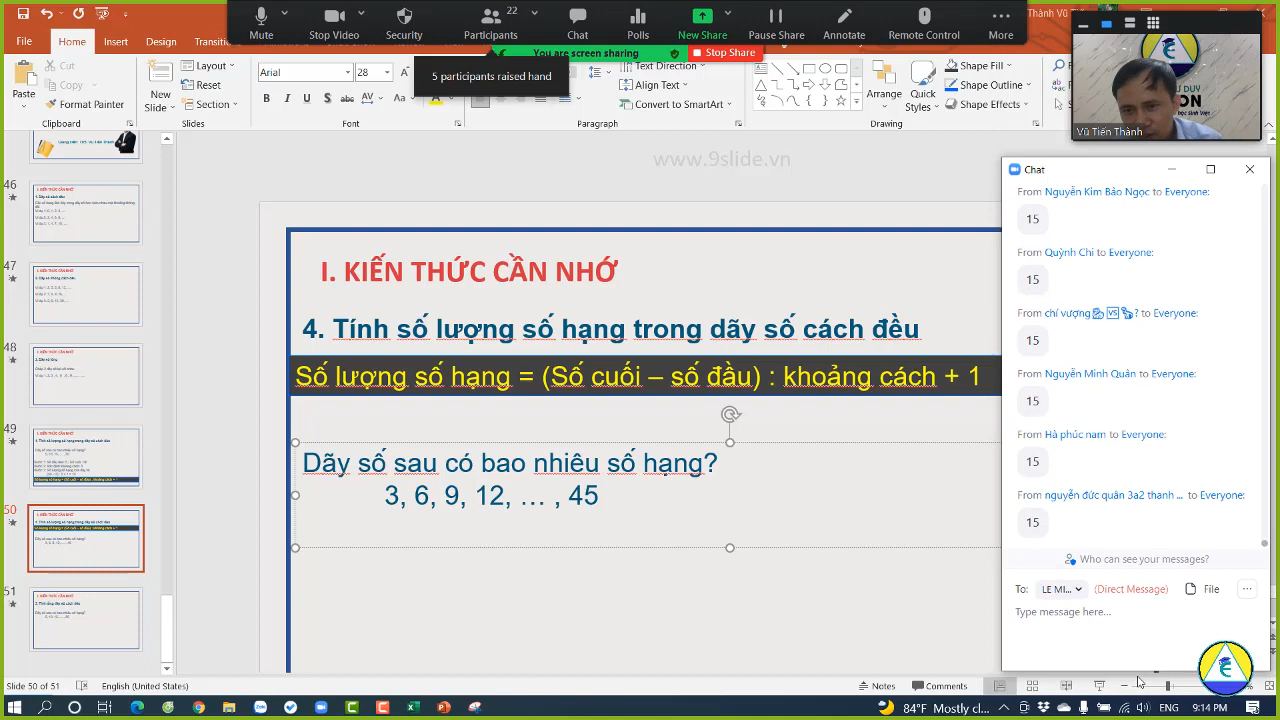 Thành Vũ Tiến
22
Mute
Stop Video
Security
Participants
Chat
Polls
New Share
Pause Share
Annotate
Remote Control
More
You are screen sharing
Stop Share
5 participants raised hand
File
Home
Insert
Design
Cut
Copy
Paste
Format Painter
Clipboard
New
Slide
Layout
Reset
Section
Slides
Arial
28
Font
Text Direction
Align Text
Convert to SmartArt
Paragraph
Arrange
Quick
Styles
Shape Fill
Shape Outline
Shape Effects
Drawing
Vũ Tiến Thành
www.9slide.vn
46
47
48
49
50
51
I. KIẾN THỨC CẦN NHỚ
4. Tính số lượng số hạng trong dãy số cách đều
Số lượng số hạng = (Số cuối – số đầu) : khoảng cách + 1
Dãy số sau có bao nhiêu số hạng?
3, 6, 9, 12, … , 45
Chat
From Nguyễn Kim Bảo Ngọc to Everyone:
15
From Quỳnh Chi to Everyone:
15
From chí vượng 🆚 ? to Everyone:
15
From Nguyễn Minh Quân to Everyone:
15
From Hà phúc nam to Everyone:
15
From nguyễn đức quân 3a2 thanh ... to Everyone:
15
Who can see your messages?
To: LE MI... (Direct Message) File
Type message here...
Slide 50 of 51
English (United States)
Notes
Comments
84°F Mostly cl...
ENG
9:14 PM